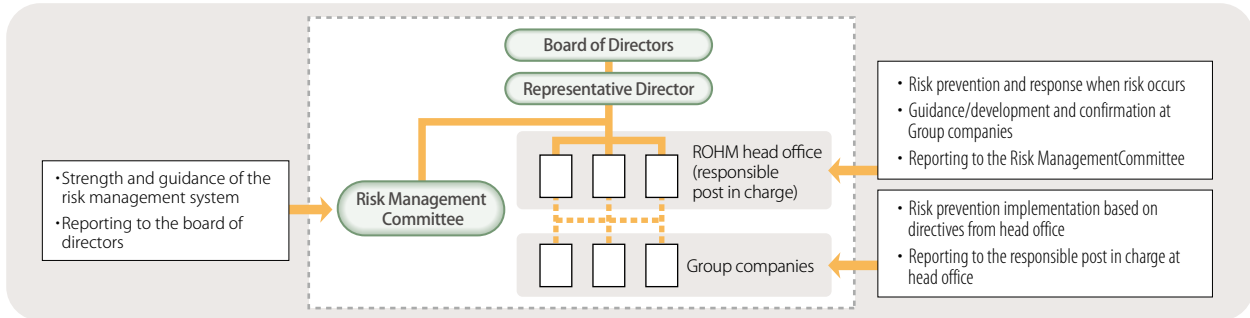 Board of Directors
Representative Director
ROHM head office
(responsible
post in charge)
Risk Management
Committee
Group companies
・Strength and guidance of the
risk management system
・Reporting to the board of
directors
・ Risk prevention and response when risk occurs
・ Guidance/development and confirmation at
Group companies
・ Reporting to the Risk ManagementCommittee
・ Risk prevention implementation based on
directives from head office
・ Reporting to the responsible post in charge at
head office